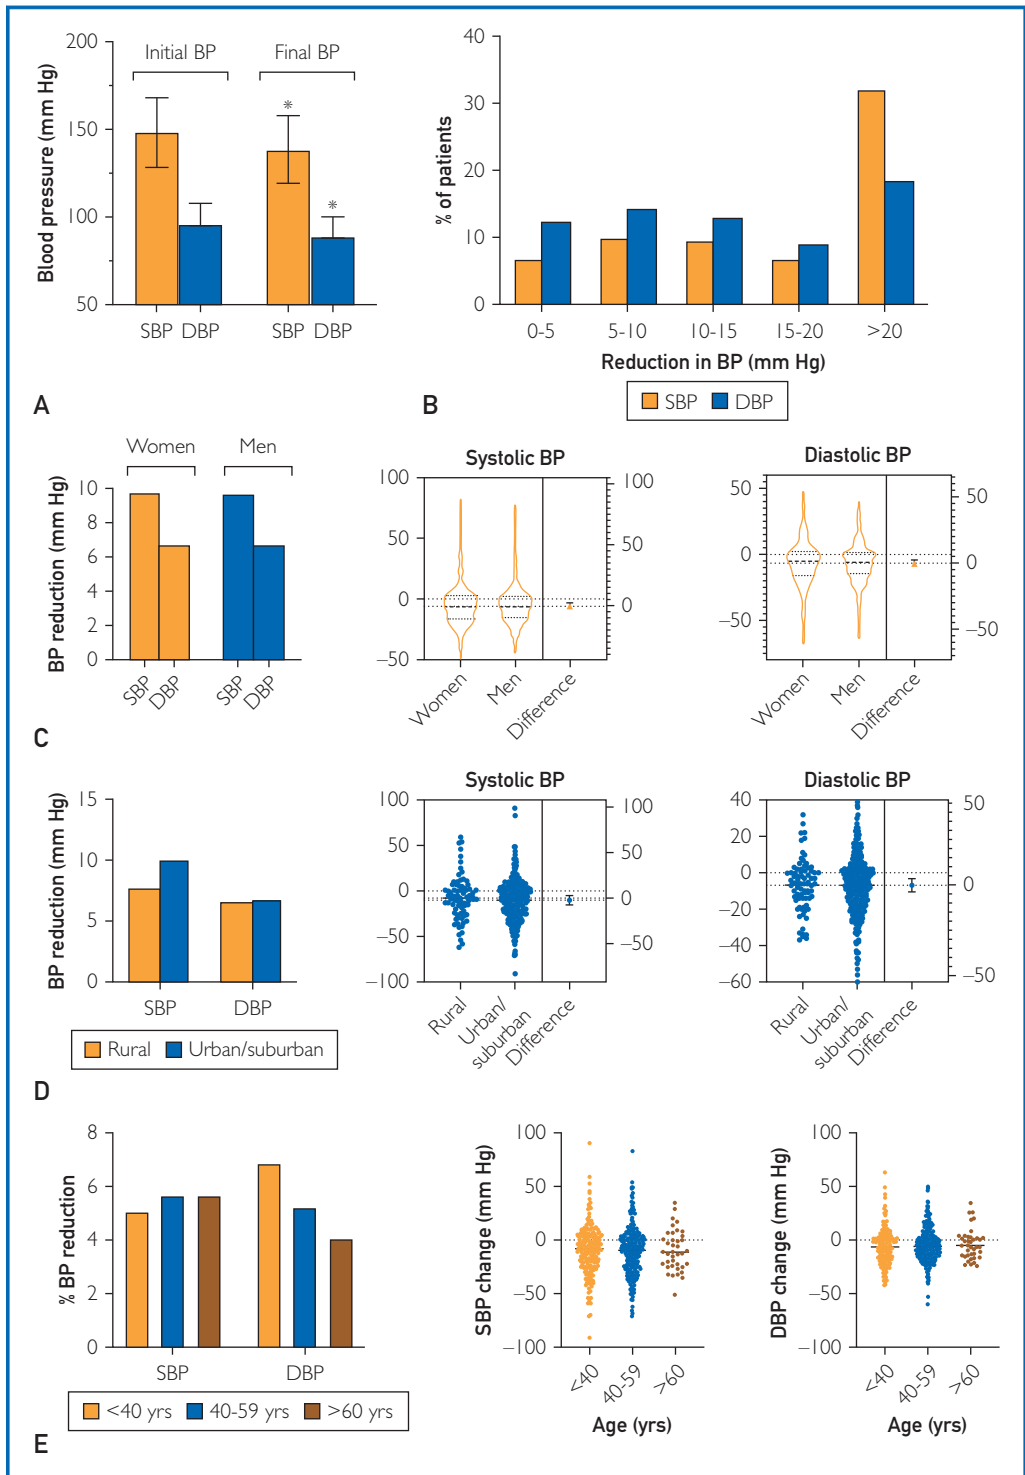 Initial BP Final BP
Blood pressure (mm Hg)
200
150
100
50
*
*
SBP DBP SBP DBP
A
% of patients
40
30
20
10
0
0-5 5-10 10-15 15-20 >20
Reduction in BP (mm Hg)
SBP DBP
B
Women Men
BP reduction (mm Hg)
10
8
6
4
2
0
SBP DBP SBP DBP
Systolic BP
100
50
0
−50
100
50
0
Women Men Difference
Diastolic BP
50
0
−50
50
0
−50
Women Men Difference
C
BP reduction (mm Hg)
15
10
5
0
SBP DBP
Rural Urban/suburban
Systolic BP
100
50
0
−50
−100
100
50
0
−50
Rural Urban/ Difference
suburban
Diastolic BP
40
20
0
−20
−40
−60
50
0
−50
Rural Urban/ Difference
suburban
D
% BP reduction
8
6
4
2
0
SBP DBP
<40 yrs 40-59 yrs >60 yrs
SBP change (mm Hg)
100
50
0
−50
−100
<40 40-59 >60
Age (yrs)
DBP change (mm Hg)
100
50
0
−50
−100
<40 40-59 >60
Age (yrs)
E